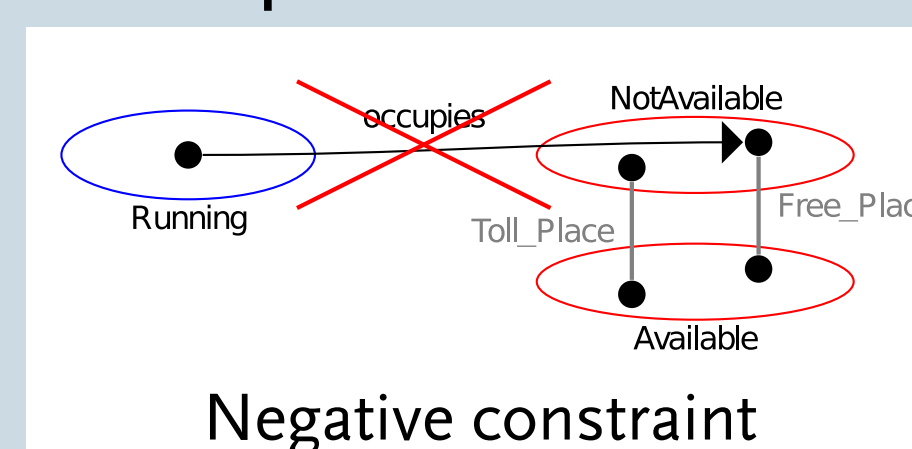 NotAvailable
occupies
Running
Toll_Place
Available
Negative constraint